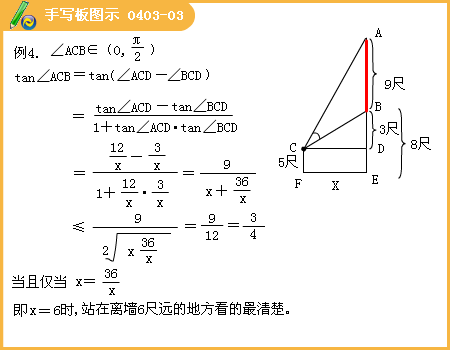 手写板图示 0403-03
例4. ∠ACB∈(0, π/2)
tan∠ACB=tan(∠ACD-∠BCD)
= (tan∠ACD-tan∠BCD)/(1+tan∠ACD·tan∠BCD)
= (12/x - 3/x)/(1+12/x·3/x) = 9/(x+36/x)
≤ 9/(2√(x 36/x)) = 9/12 = 3/4
当且仅当 x= 36/x
即x=6时,站在离墙6尺远的地方看的最清楚。
A
9尺
B
3尺
8尺
C
D
5尺
F
X
E